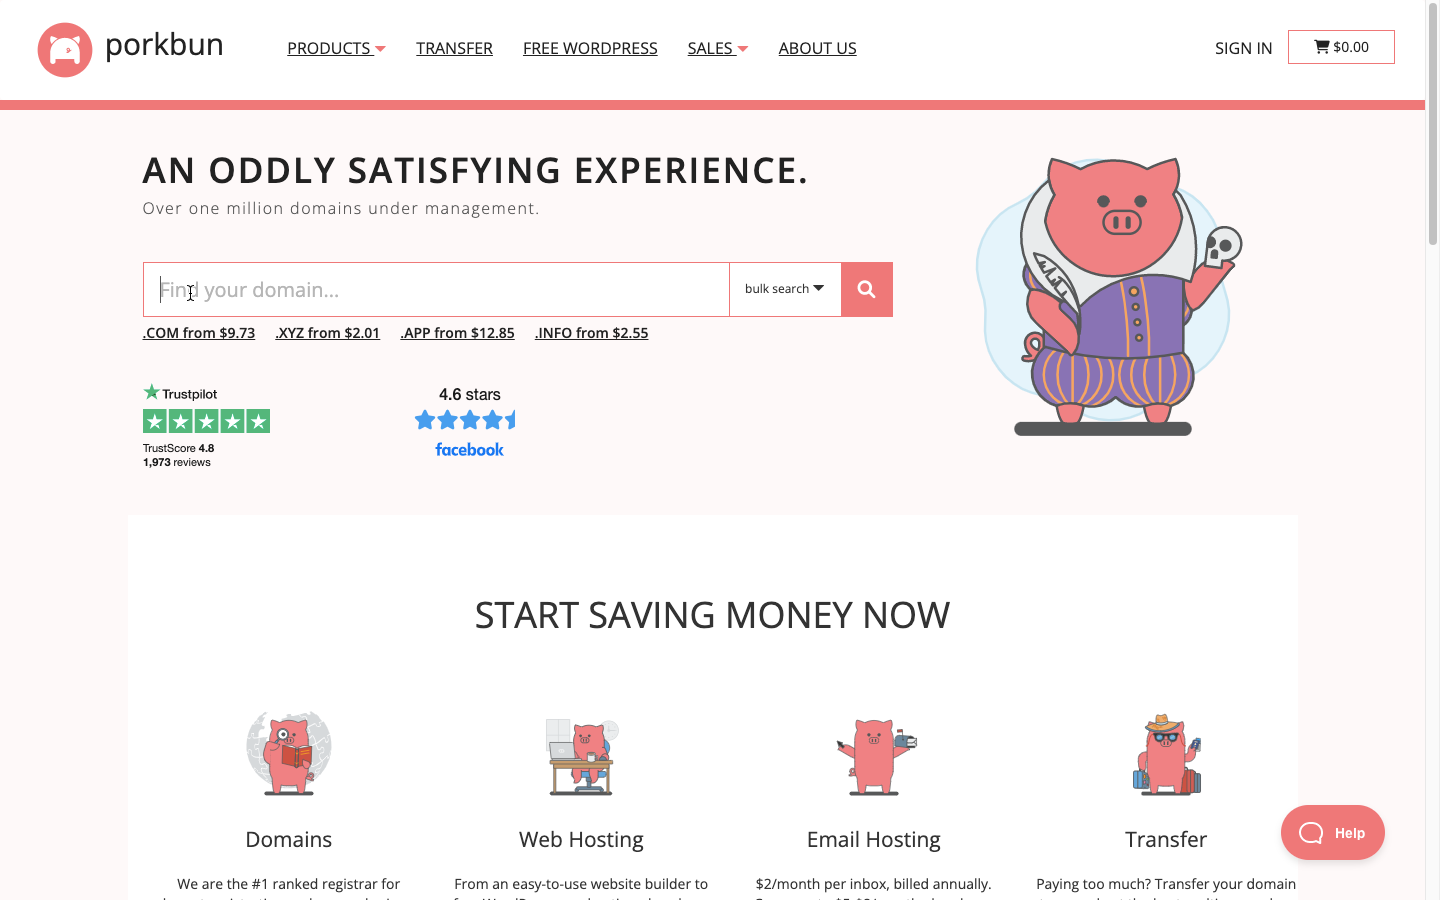 porkbun
PRODUCTS
TRANSFER
FREE WORDPRESS
SALES
ABOUT US
SIGN IN
$0.00
AN ODDLY SATISFYING EXPERIENCE.
Over one million domains under management.
Find your domain...
bulk search
.COM from $9.73
.XYZ from $2.01
.APP from $12.85
.INFO from $2.55
Trustpilot
TrustScore 4.8
1,973 reviews
4.6 stars
facebook
START SAVING MONEY NOW
Domains
We are the #1 ranked registrar for
Web Hosting
From an easy-to-use website builder to
Email Hosting
$2/month per inbox, billed annually.
Transfer
Paying too much? Transfer your domain
Help